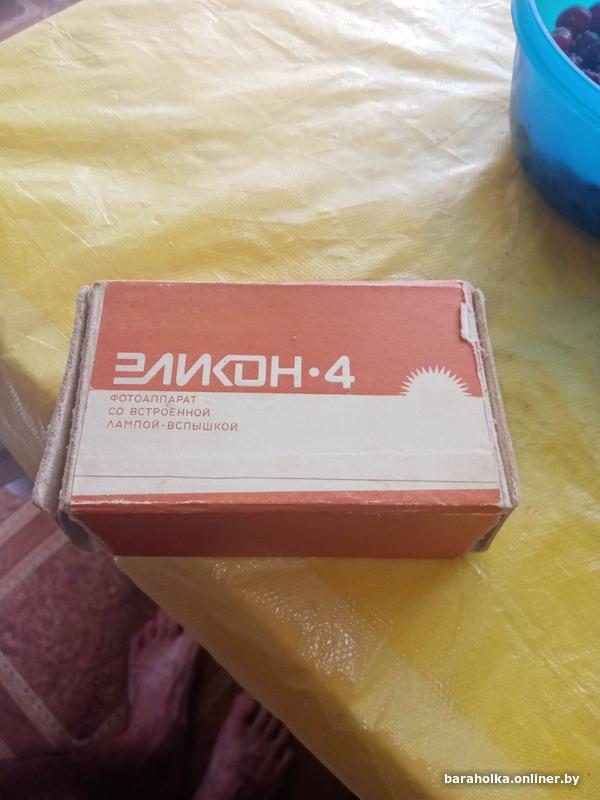 ЭЛИКОН·4
ФОТОАППАРАТ
СО ВСТРОЕННОЙ
ЛАМПОЙ-ВСПЫШКОЙ
baraholka.onliner.by